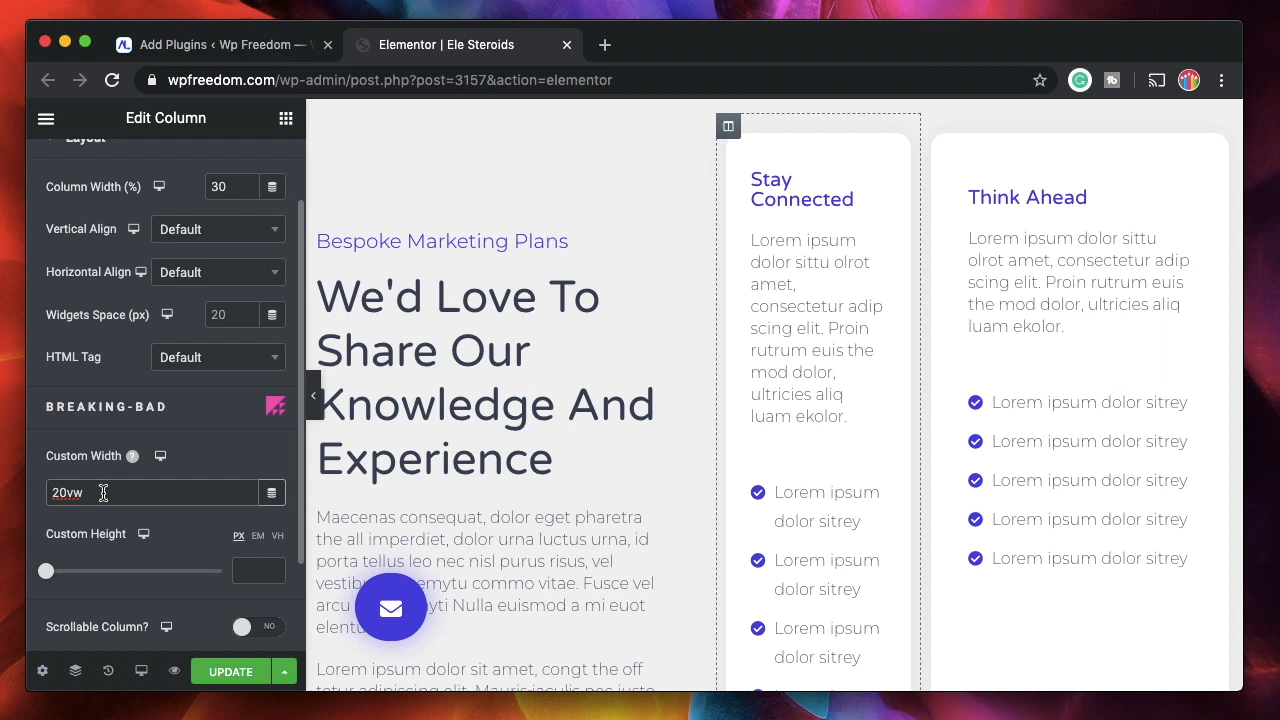 Add Plugins ‹ Wp Freedom —
Elementor | Ele Steroids
wpfreedom.com/wp-admin/post.php?post=3157&action=elementor
Edit Column
Layout
Column Width (%)
30
Vertical Align
Default
Horizontal Align
Default
Widgets Space (px)
20
HTML Tag
Default
BREAKING-BAD
Custom Width
20vw
Custom Height
PX EM VH
Scrollable Column?
NO
UPDATE
Bespoke Marketing Plans
We'd Love To
Share Our
Knowledge And
Experience
Maecenas consequat, dolor eget pharetra
the all imperdiet, dolor urna luctus urna, id
porta tellus leo nec nisl purus risus, vel
commo vitae. Fusce vel
arcu Nulla euismod a mi euot
Lorem ipsum dolor sit amet, congt the off
tetur adipiscing elit. Mauris iaculis nec justo
Stay
Connected
Lorem ipsum
dolor sittu olrot
amet,
consectetur adip
scing elit. Proin
rutrum euis the
mod dolor,
ultricies aliq
luam ekolor.
Lorem ipsum
dolor sitrey
Lorem ipsum
dolor sitrey
Lorem ipsum
dolor sitrey
Think Ahead
Lorem ipsum dolor sittu
olrot amet, consectetur adip
scing elit. Proin rutrum euis
the mod dolor, ultricies aliq
luam ekolor.
Lorem ipsum dolor sitrey
Lorem ipsum dolor sitrey
Lorem ipsum dolor sitrey
Lorem ipsum dolor sitrey
Lorem ipsum dolor sitrey